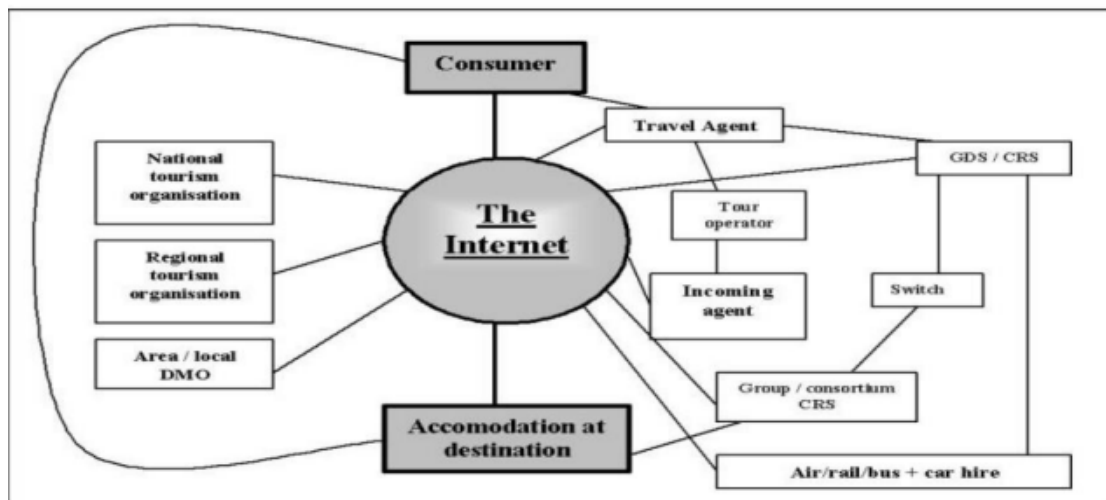 Consumer
Travel Agent
GDS / CRS
National
tourism
organisation
The
Internet
Tour
operator
Regional
tourism
organisation
Incoming
agent
Switch
Area / local
DMO
Group / consortium
CRS
Accomodation at
destination
Air/rail/bus + car hire